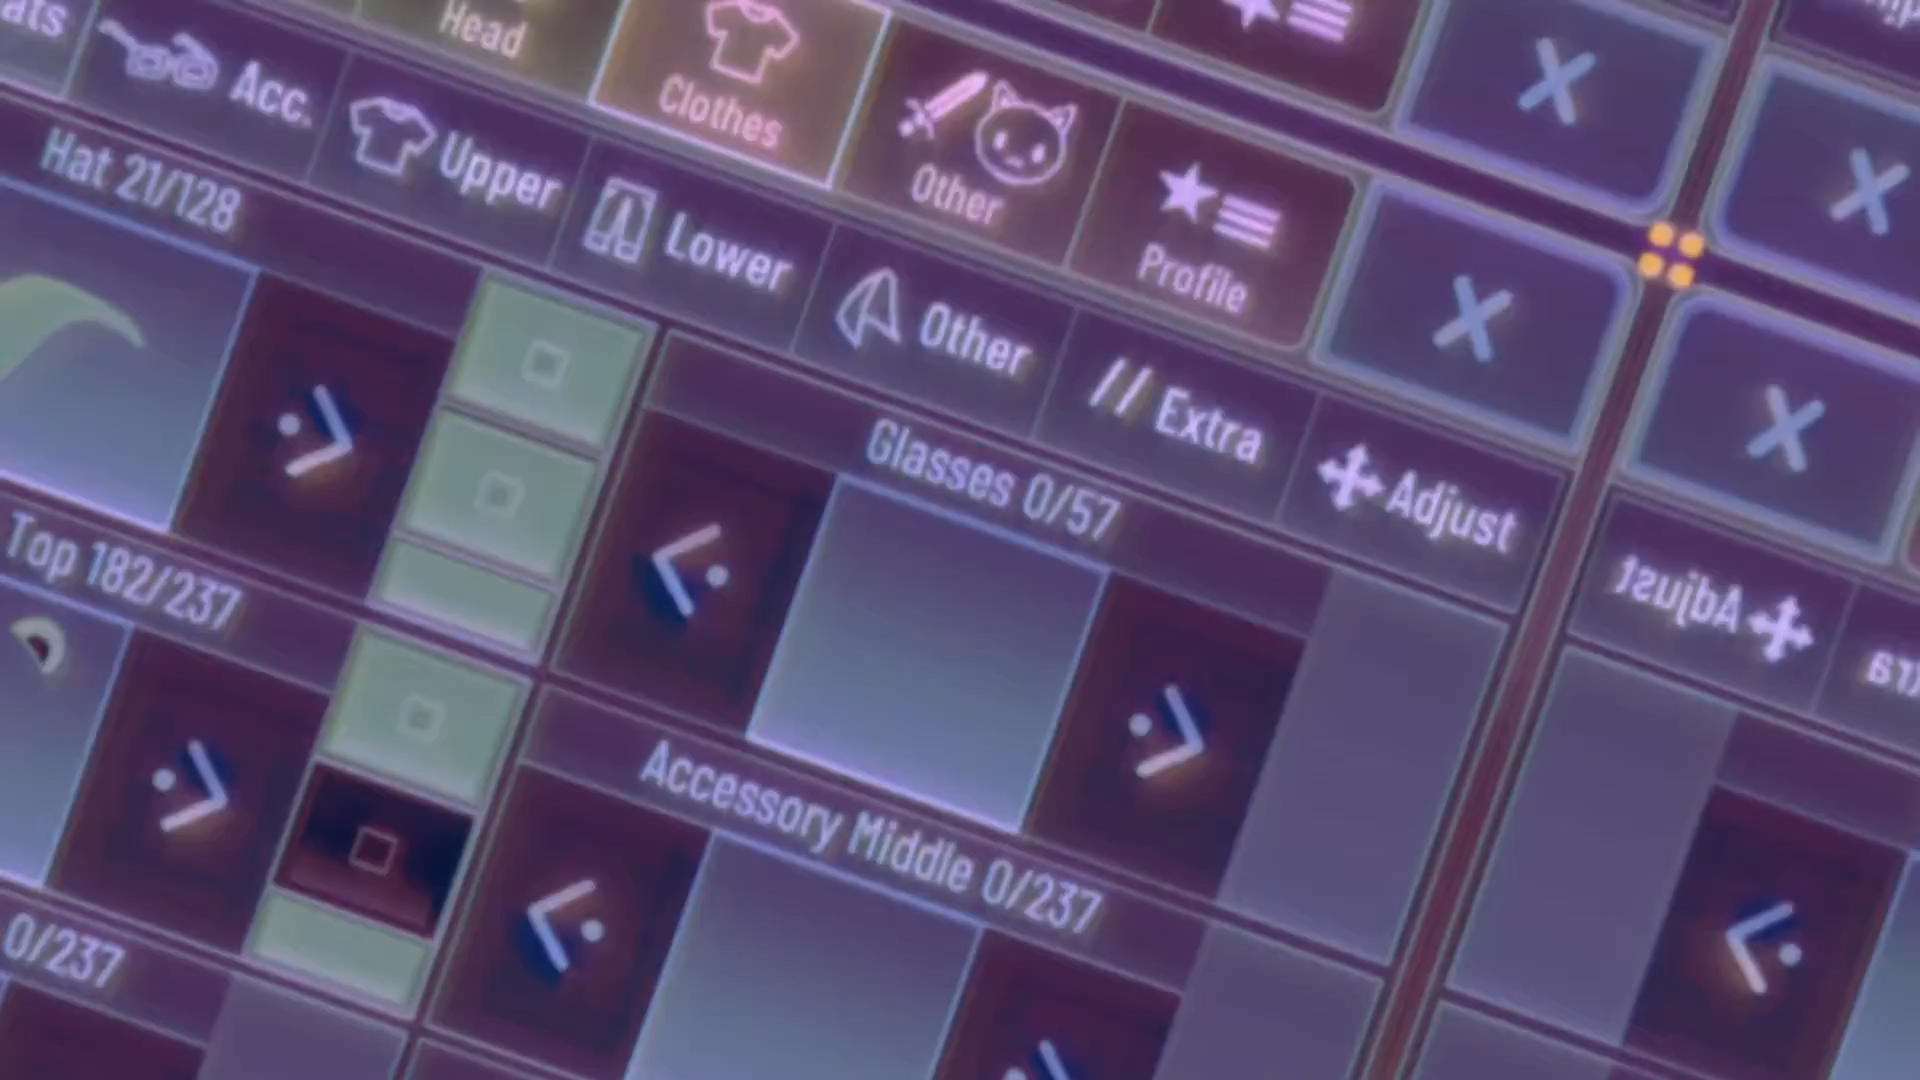 Head
Clothes
Other
Profile
ats
Acc.
Upper
Lower
Other
// Extra
Adjust
Hat 21/128
Glasses 0/57
Top 182/237
Accessory Middle 0/237
0/237
Adjust